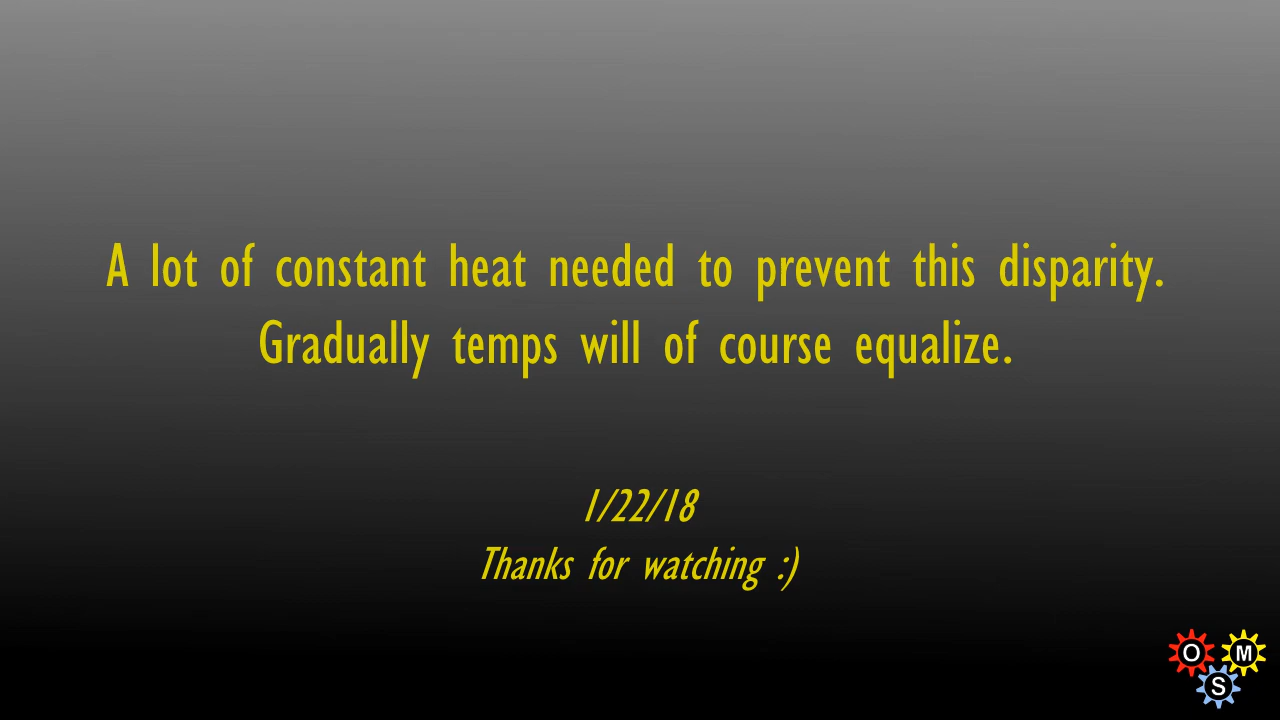 A lot of constant heat needed to prevent this disparity.
Gradually temps will of course equalize.
1/22/18
Thanks for watching :)
O M
S